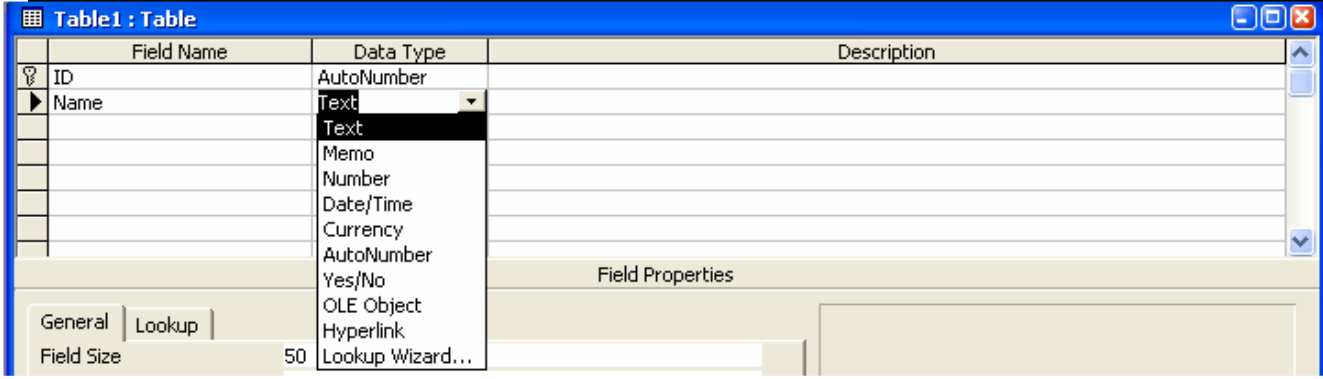 Table1 : Table
Field Name Data Type Description
ID AutoNumber
Name Text
Text
Memo
Number
Date/Time
Currency
AutoNumber
Yes/No
Field Properties
OLE Object
General Lookup
Hyperlink
Field Size 50 Lookup Wizard...